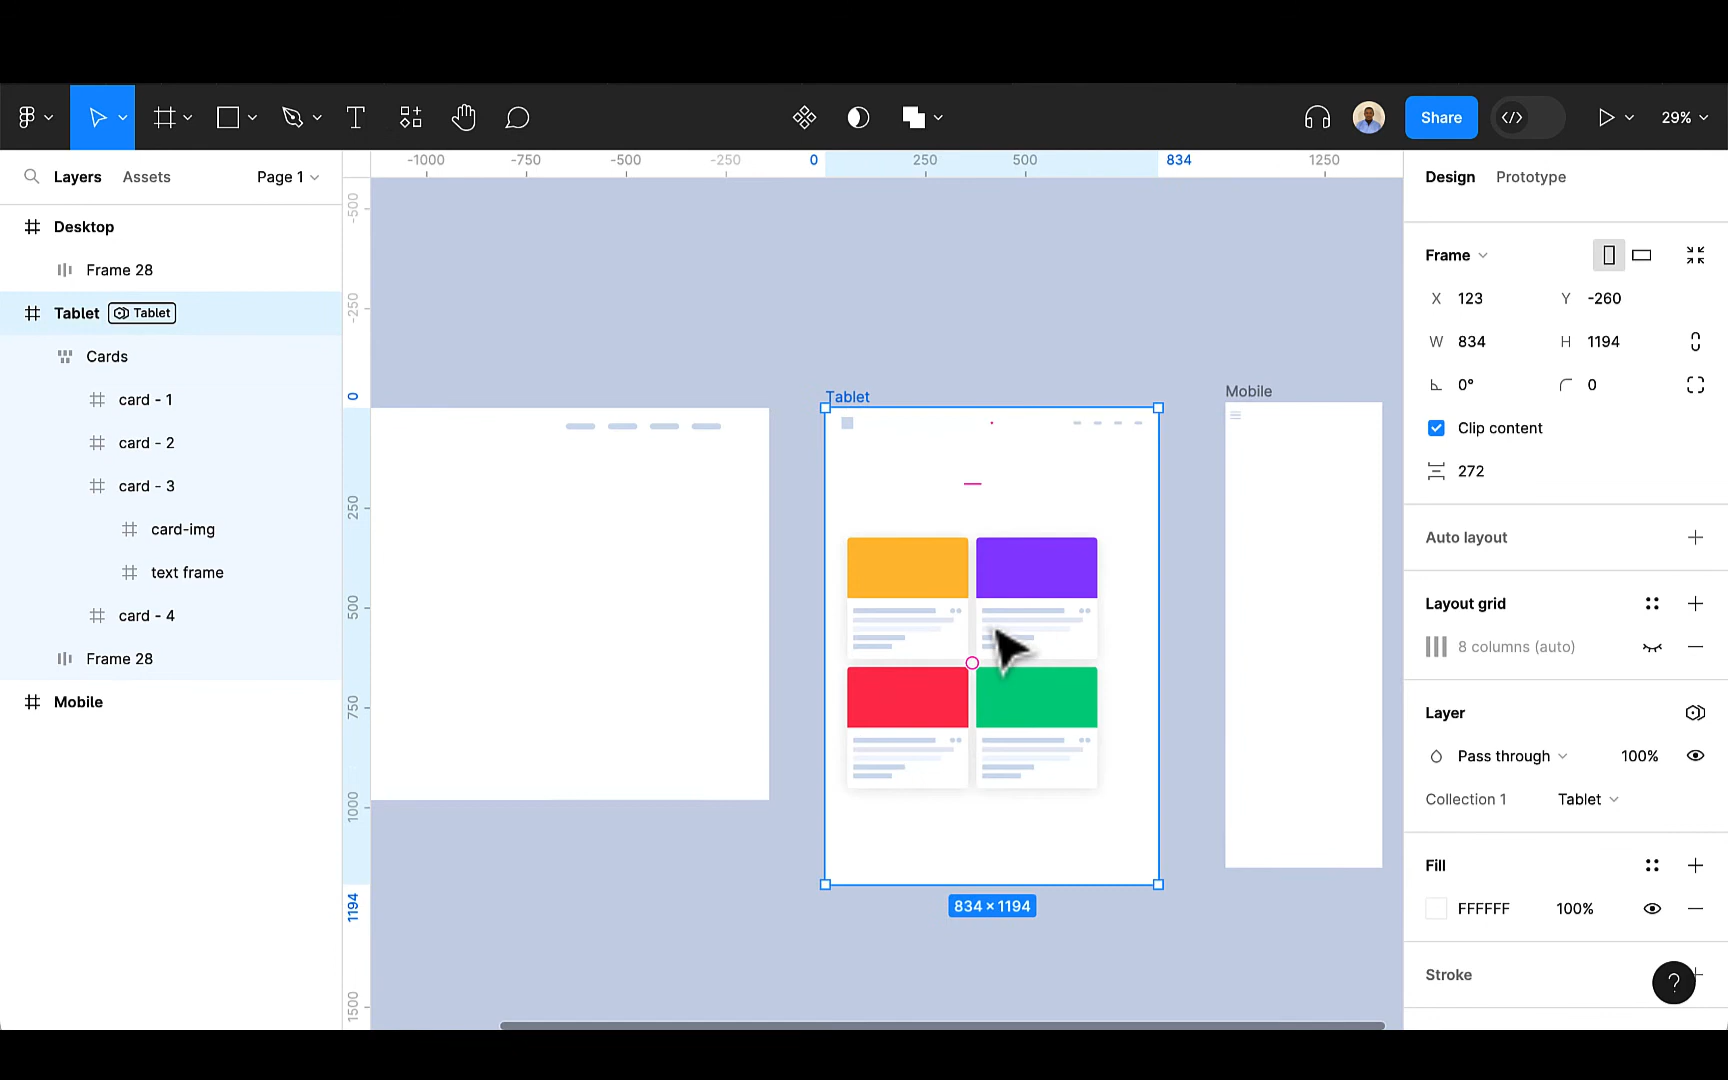 Share
</>
29%
-1000 -750 -500 -250 0 250 500 834 1250
Layers Assets Page 1
Design Prototype
Desktop
Frame 28
Tablet Tablet
Cards
card - 1
card - 2
card - 3
card-img
text frame
card - 4
Frame 28
Mobile
-500
-250
0
250
500
750
1000
1194
1500
Tablet
Mobile
834 × 1194
Frame
X 123 Y -260
W 834 H 1194
0° 0
Clip content
272
Auto layout
Layout grid
8 columns (auto)
Layer
Pass through 100%
Collection 1 Tablet
Fill
FFFFFF 100%
Stroke
?